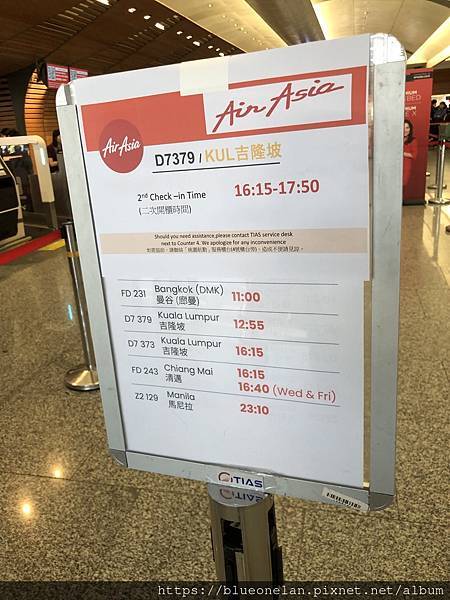 Air Asia
AirAsia
D7379 / KUL吉隆坡
2nd Check –in Time 16:15-17:50
(二次開櫃時間)
Should you need assistance,please contact TIAS service desk
next to Counter 4. We apologize for any inconvenience
FD 231 Bangkok (DMK) 11:00
曼谷 (廊曼)
D7 379 Kuala Lumpur 12:55
吉隆坡
D7 373 Kuala Lumpur 16:15
吉隆坡
FD 243 Chiang Mai 16:15
清邁 16:40 (Wed & Fri)
Z2 129 Manila 23:10
馬尼拉
TIAS
https://blueonelan.pixnet.net/album